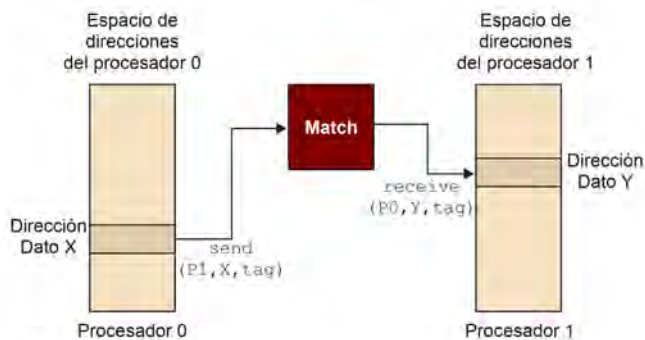 Espacio de
direcciones
del procesador 0
Espacio de
direcciones
del procesador 1
Match
Dirección
Dato Y
receive
(P0,Y,tag)
Dirección
Dato X
send
(P1,X,tag)
Procesador 0
Procesador 1